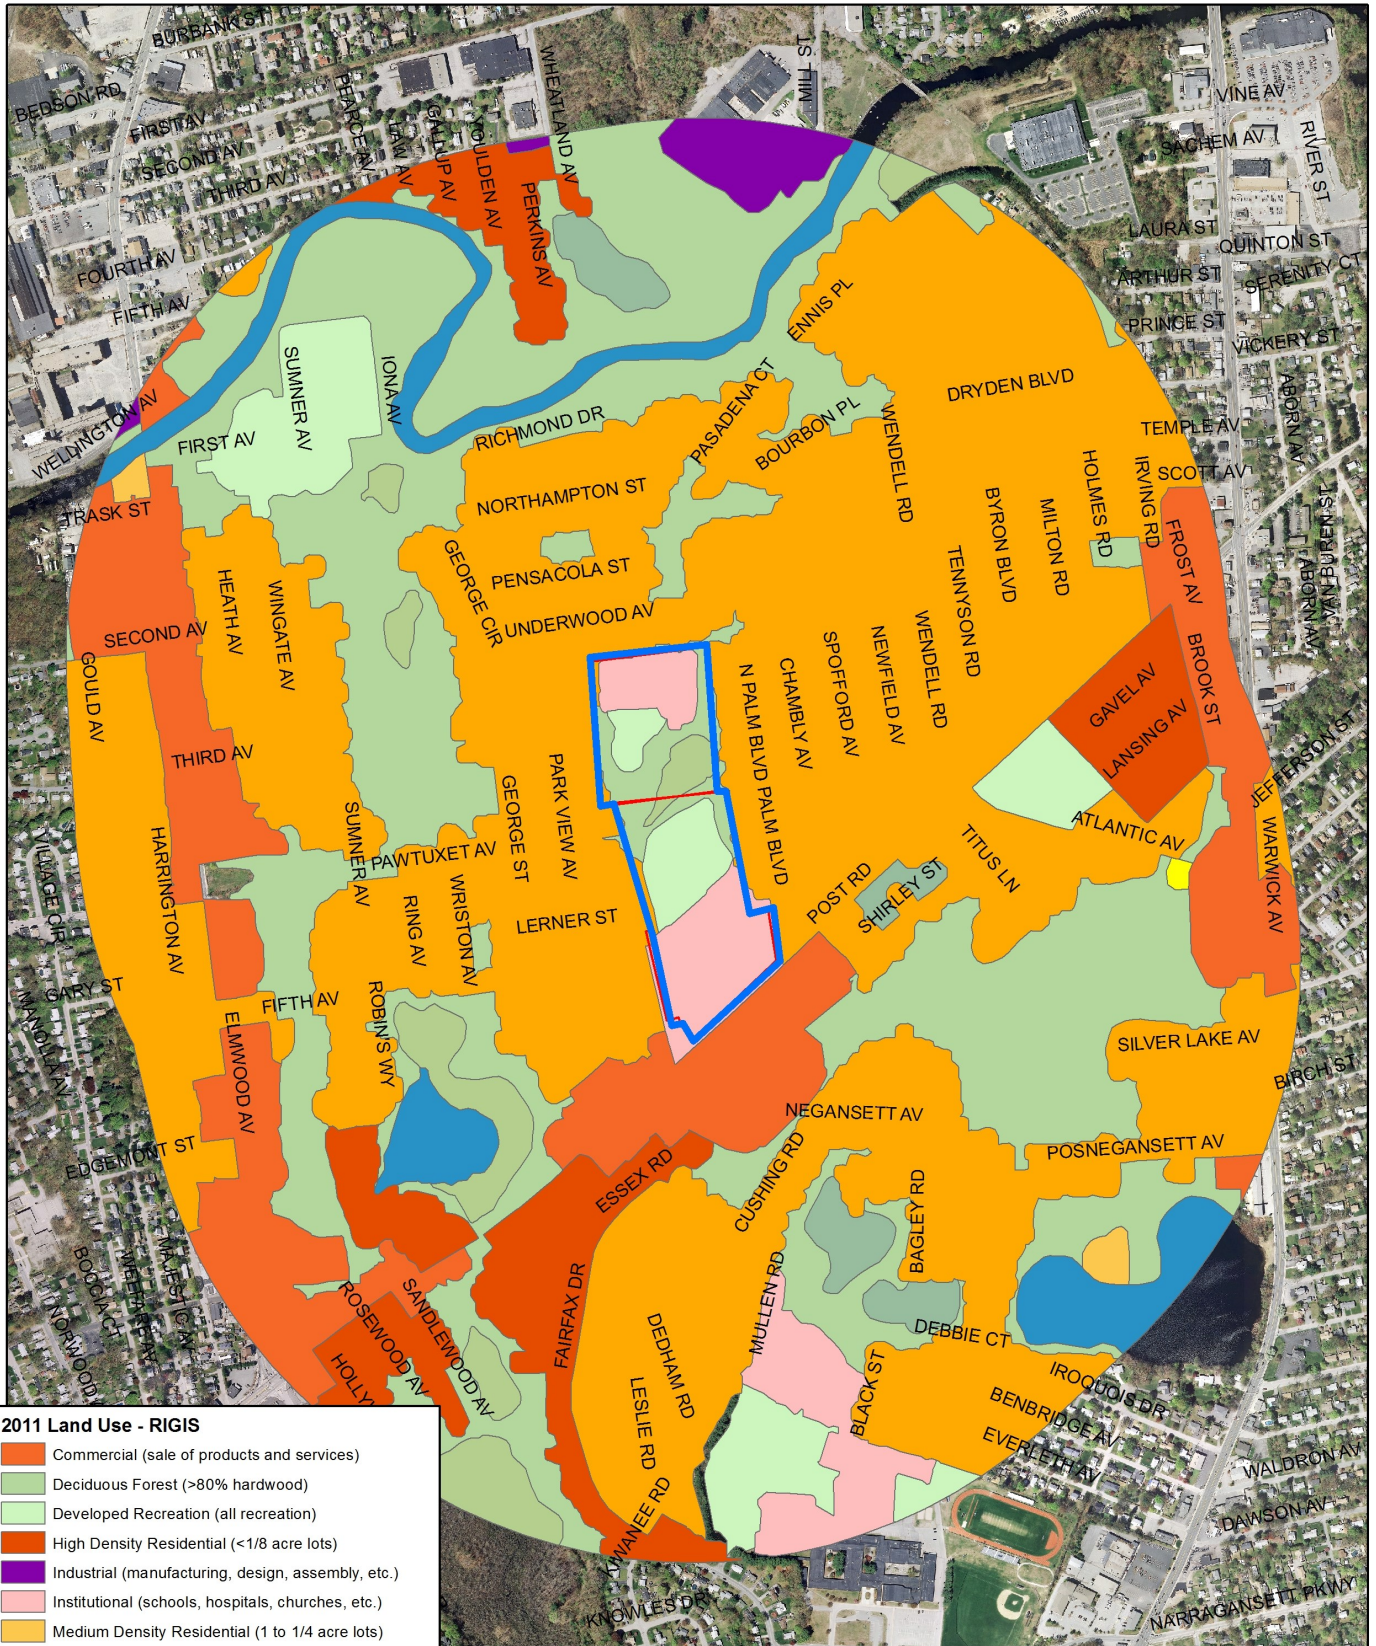 BURBANK ST
BEDSON RD
FIRST AV
SECOND AV
THIRD AV
FOURTH AV
FIFTH AV
PEARCE AV
LAW AV
GALLUP AV
YOULDEN AV
WHEATLAND AV
PERKINS AV
MILL ST
VINE AV
SACHEM AV
RIVER ST
LAURA ST
QUINTON ST
ARTHUR ST
SERENITY CT
PRINCE ST
VICKERY ST
ENNIS PL
WELLINGTON AV
FIRST AV
SUMNER AV
IONA AV
RICHMOND DR
PASADENA CT
BOURBON PL
DRYDEN BLVD
WENDELL RD
TEMPLE AV
ABORN AV
SCOTT AV
HOLMES RD
IRVING RD
TRASK ST
NORTHAMPTON ST
BYRON BLVD
MILTON RD
FROST AV
VAN BUREN ST
ABORN AV
GEORGE CIR
PENSACOLA ST
TENNYSON RD
HEATH AV
WINGATE AV
UNDERWOOD AV
SECOND AV
GOULD AV
WENDELL RD
NEWFIELD AV
SPOFFORD AV
CHAMBLY AV
N PALM BLVD
PALM BLVD
GAVEL AV
LANSING AV
BROOK ST
JEFFERSON ST
THIRD AV
PARK VIEW AV
GEORGE ST
SUMNER AV
PAWTUXET AV
ATLANTIC AV
WARWICK AV
TITUS LN
POST RD
SHIRLEY ST
VILLAGE CIR
HARRINGTON AV
RING AV
WRISTON AV
LERNER ST
GARY ST
MANOLLA AV
FIFTH AV
ROBIN'S WY
ELMWOOD AV
SILVER LAKE AV
BIRCH ST
NEGANSETT AV
POSNEGANSETT AV
EDGEMONT ST
ESSEX RD
CUSHING RD
BAGLEY RD
BOCCIA CT
WELFARE AV
MAJESTIC AV
NORWOOD
ROSEWOOD AV
SANDLEWOOD AV
HOLLY
FAIRFAX DR
DEDHAM RD
LESLIE RD
MULLEN RD
DEBBIE CT
BLACK ST
IROQUOIS DR
BENBRIDGE AV
EVERLETH AV
WALDRON AV
DAWSON AV
KNOWLES DR
NARRAGANSETT PKWY
2011 Land Use - RIGIS
Commercial (sale of products and services)
Deciduous Forest (>80% hardwood)
Developed Recreation (all recreation)
High Density Residential (<1/8 acre lots)
Industrial (manufacturing, design, assembly, etc.)
Institutional (schools, hospitals, churches, etc.)
Medium Density Residential (1 to 1/4 acre lots)